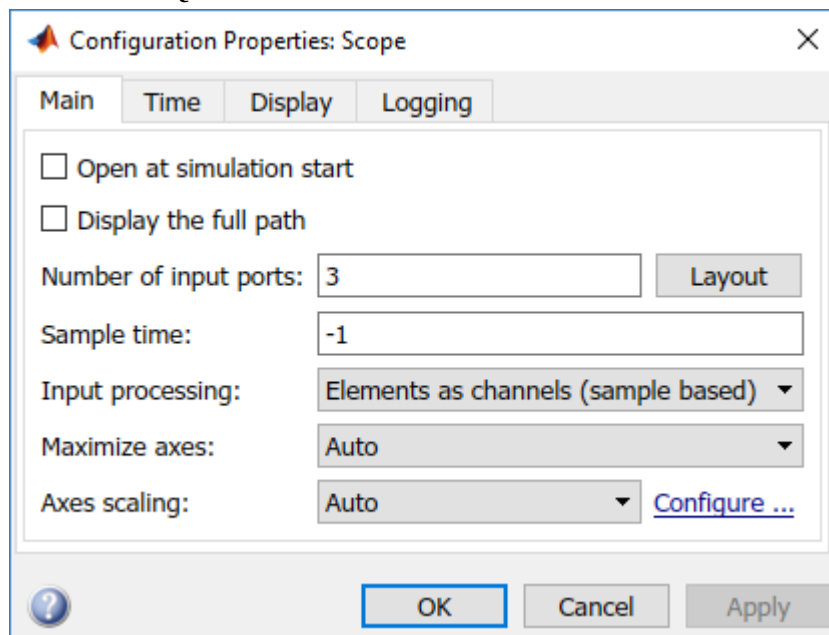 Configuration Properties: Scope
Main Time Display Logging
Open at simulation start
Display the full path
Number of input ports: 3 Layout
Sample time: -1
Input processing: Elements as channels (sample based)
Maximize axes: Auto
Axes scaling: Auto Configure ...
? OK Cancel Apply